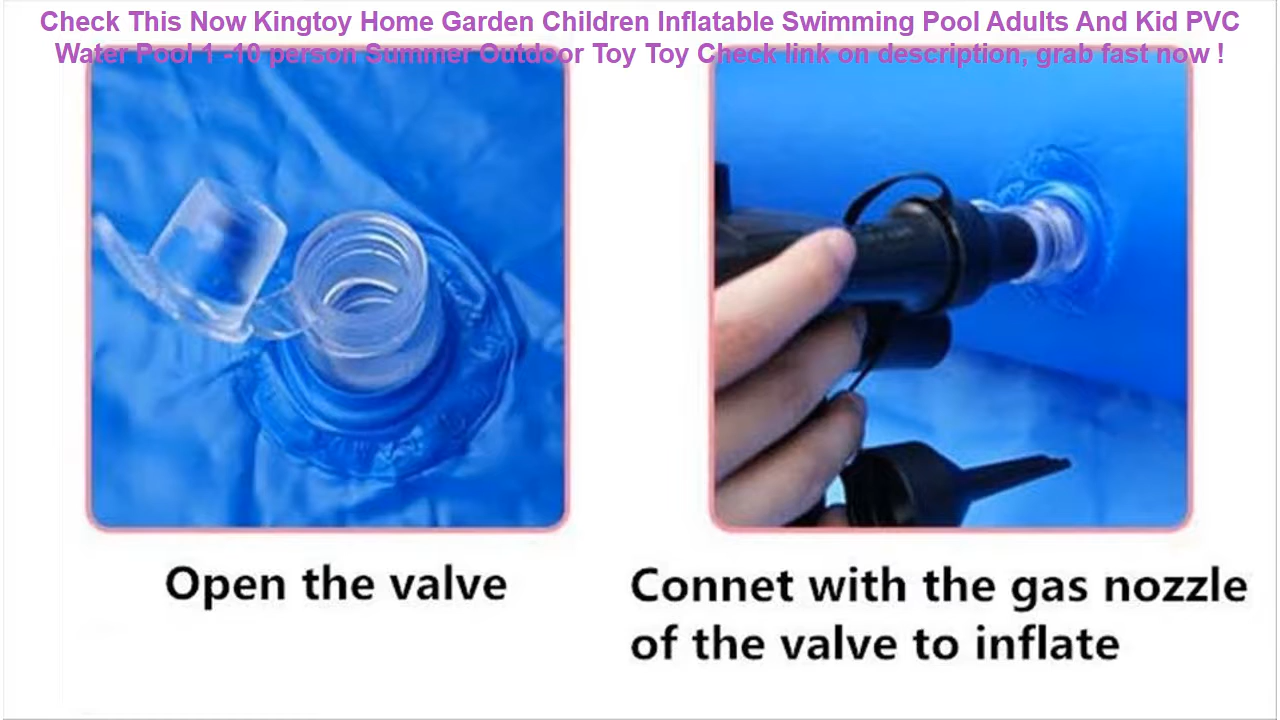 Check This Now Kingtoy Home Garden Children Inflatable Swimming Pool Adults And Kid PVC
Water Pool 1 -10 person Summer Outdoor Toy Toy Check link on description, grab fast now !
Open the valve
Connet with the gas nozzle
of the valve to inflate